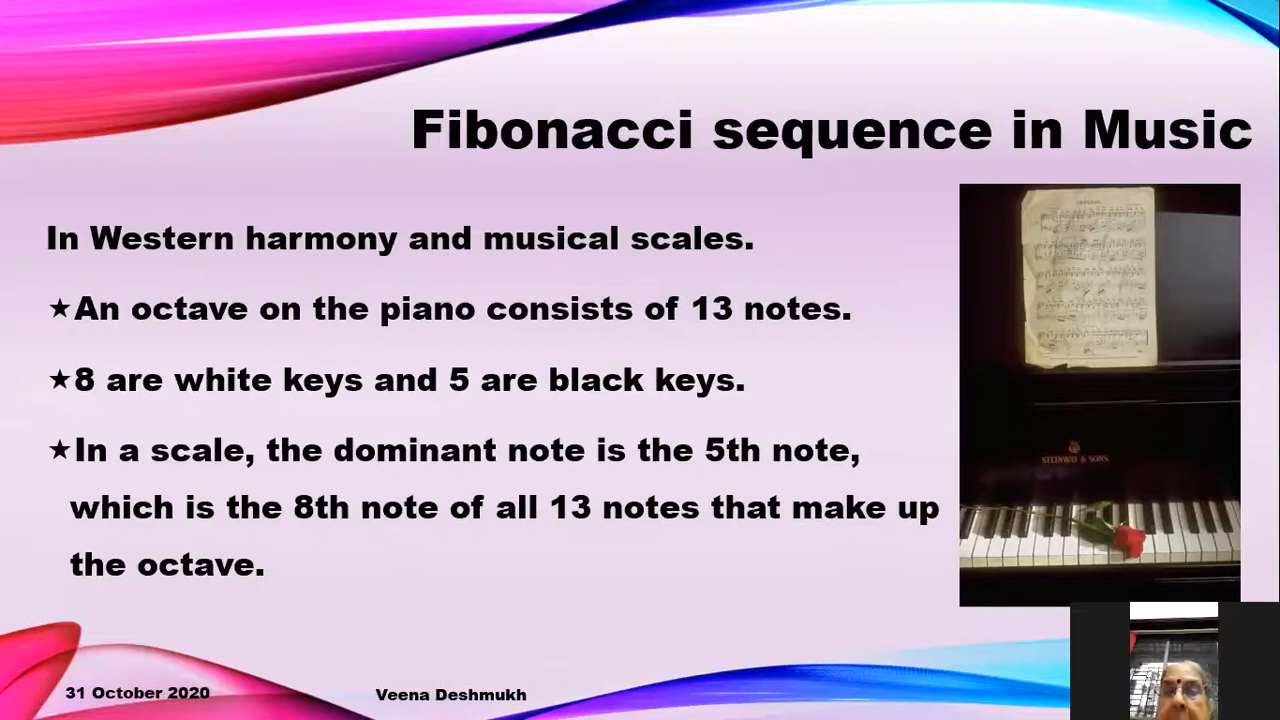 Fibonacci sequence in Music
In Western harmony and musical scales.
★An octave on the piano consists of 13 notes.
★8 are white keys and 5 are black keys.
★In a scale, the dominant note is the 5th note,
which is the 8th note of all 13 notes that make up
the octave.
STEINWAY & SONS
31 October 2020
Veena Deshmukh